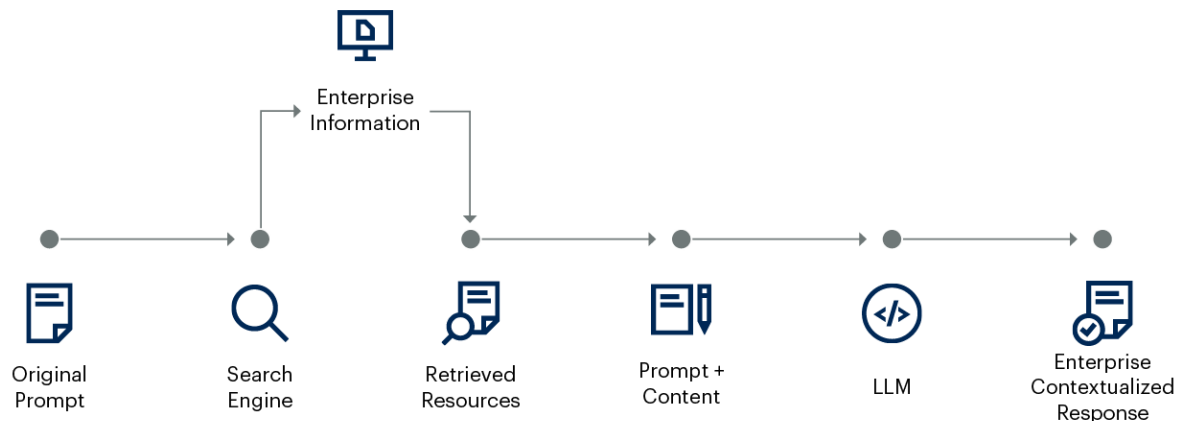 Enterprise
Information
Original
Prompt
Search
Engine
Retrieved
Resources
Prompt +
Content
LLM
Enterprise
Contextualized
Response